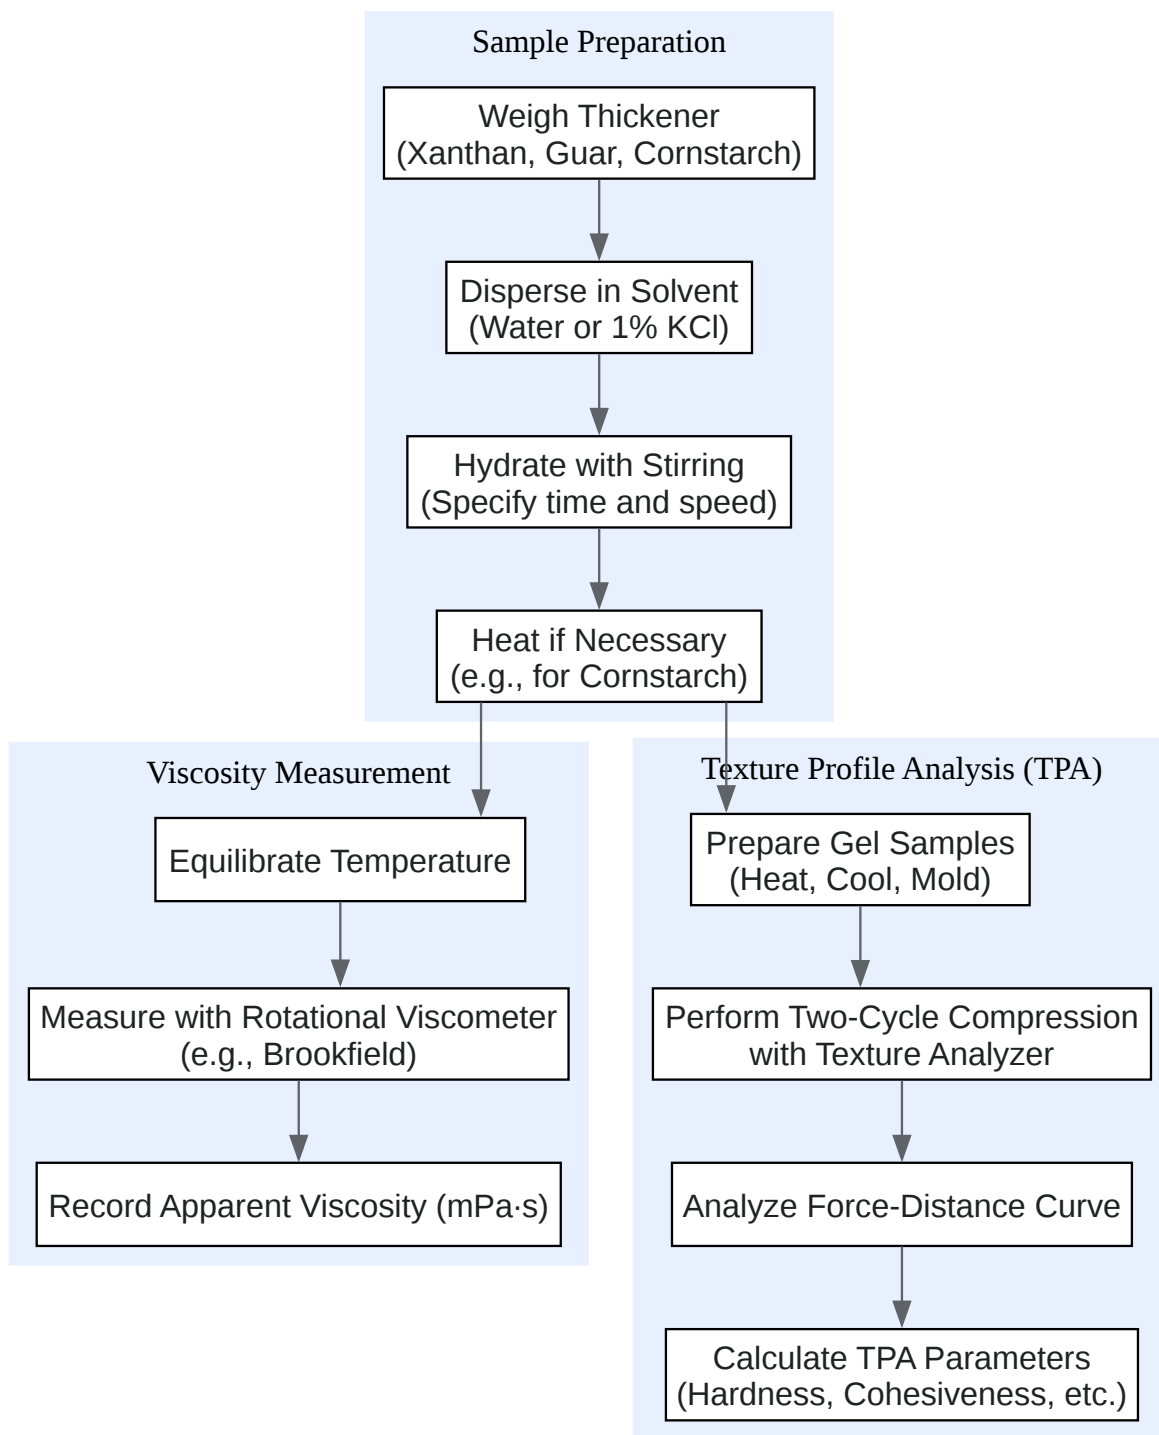 Sample Preparation
Weigh Thickener
(Xanthan, Guar, Cornstarch)
Disperse in Solvent
(Water or 1% KCl)
Hydrate with Stirring
(Specify time and speed)
Heat if Necessary
(e.g., for Cornstarch)
Viscosity Measurement
Equilibrate Temperature
Measure with Rotational Viscometer
(e.g., Brookfield)
Record Apparent Viscosity (mPa·s)
Texture Profile Analysis (TPA)
Prepare Gel Samples
(Heat, Cool, Mold)
Perform Two-Cycle Compression
with Texture Analyzer
Analyze Force-Distance Curve
Calculate TPA Parameters
(Hardness, Cohesiveness, etc.)